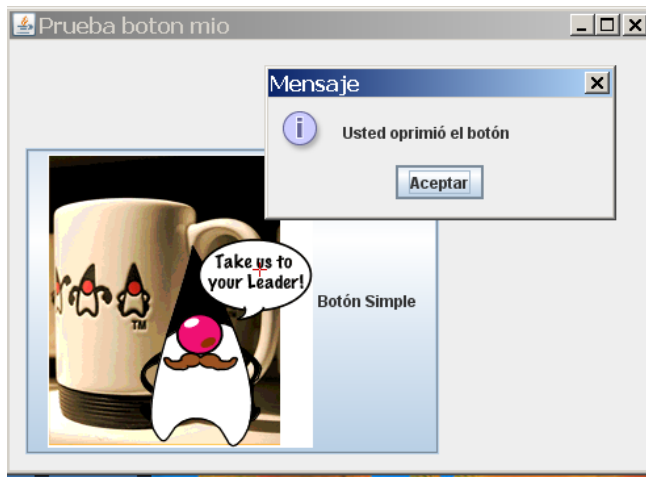 Prueba boton mio
Mensaje
Usted oprimió el botón
Aceptar
Take us to
your Leader!
Botón Simple
TM